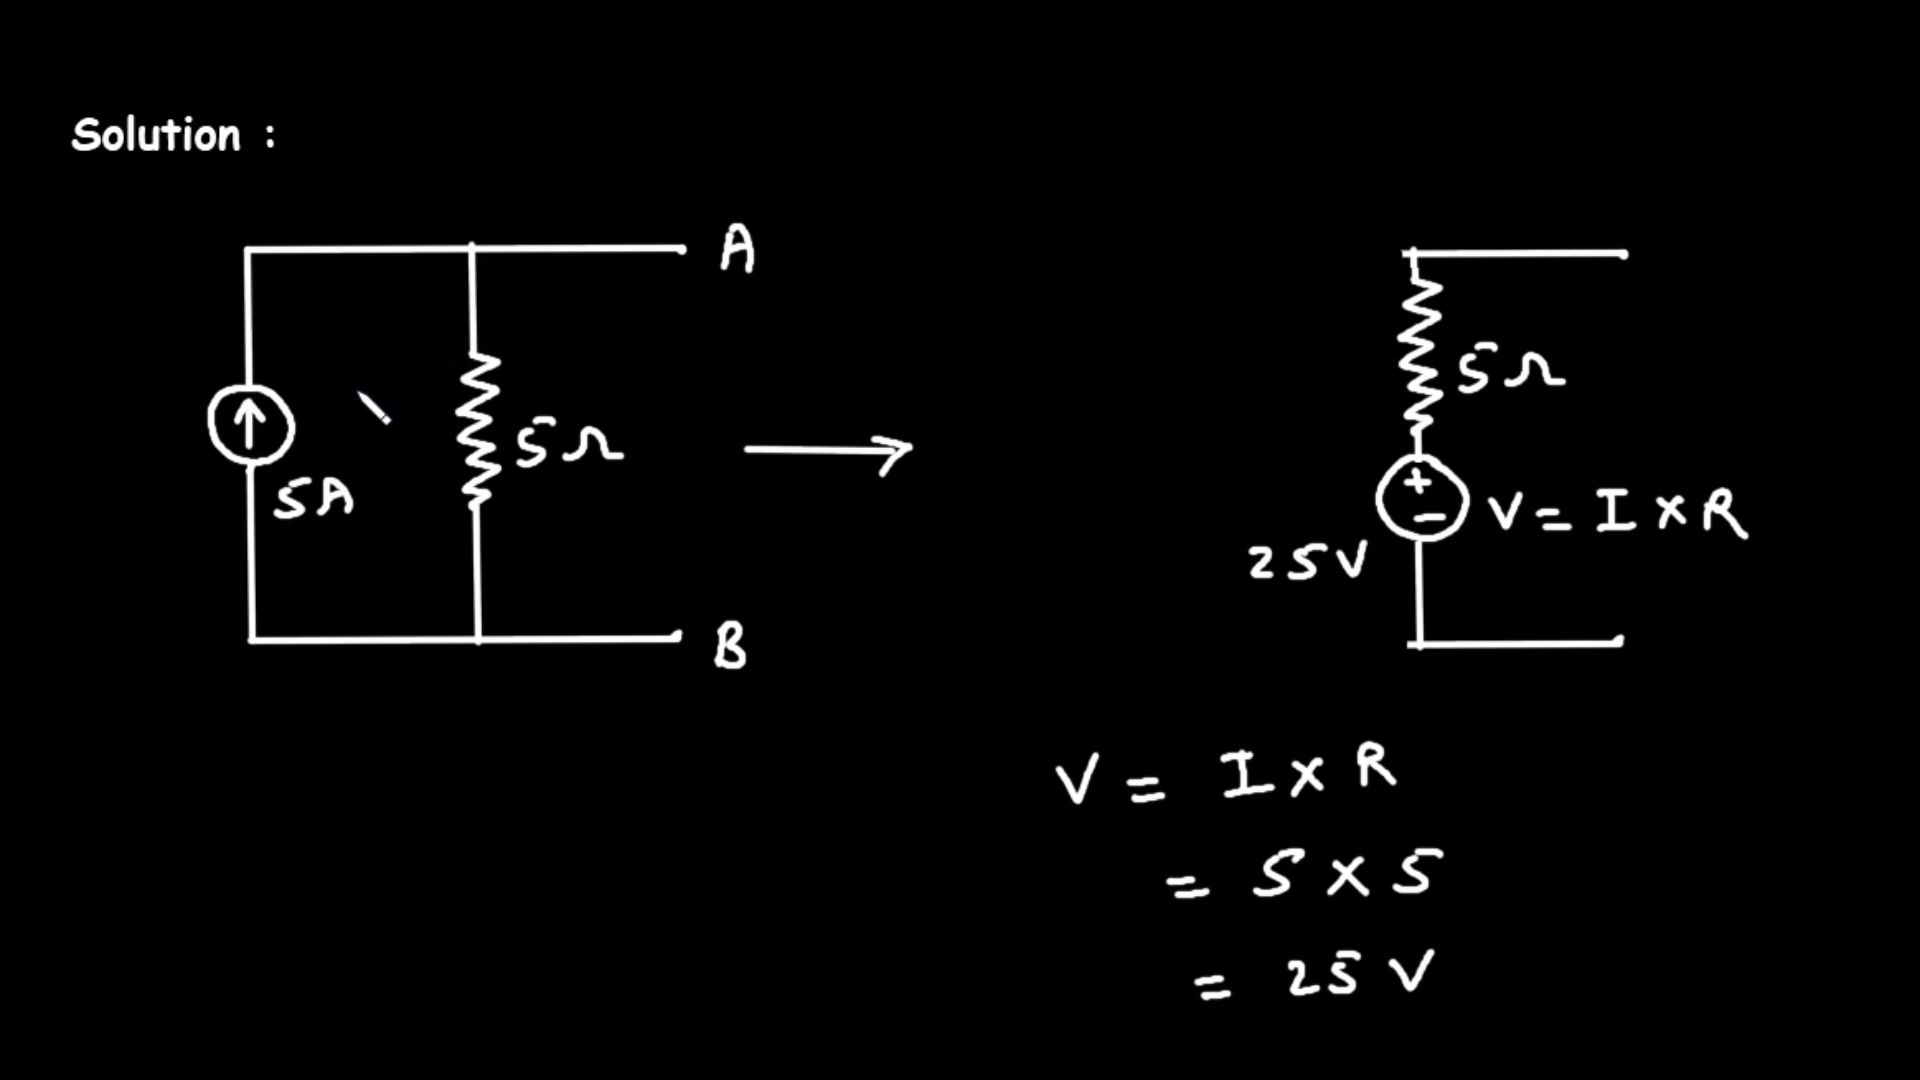 Solution :
A
5Ω
5A
B
5Ω
V = I × R
25V
V = I × R
= 5 × 5
= 25 V